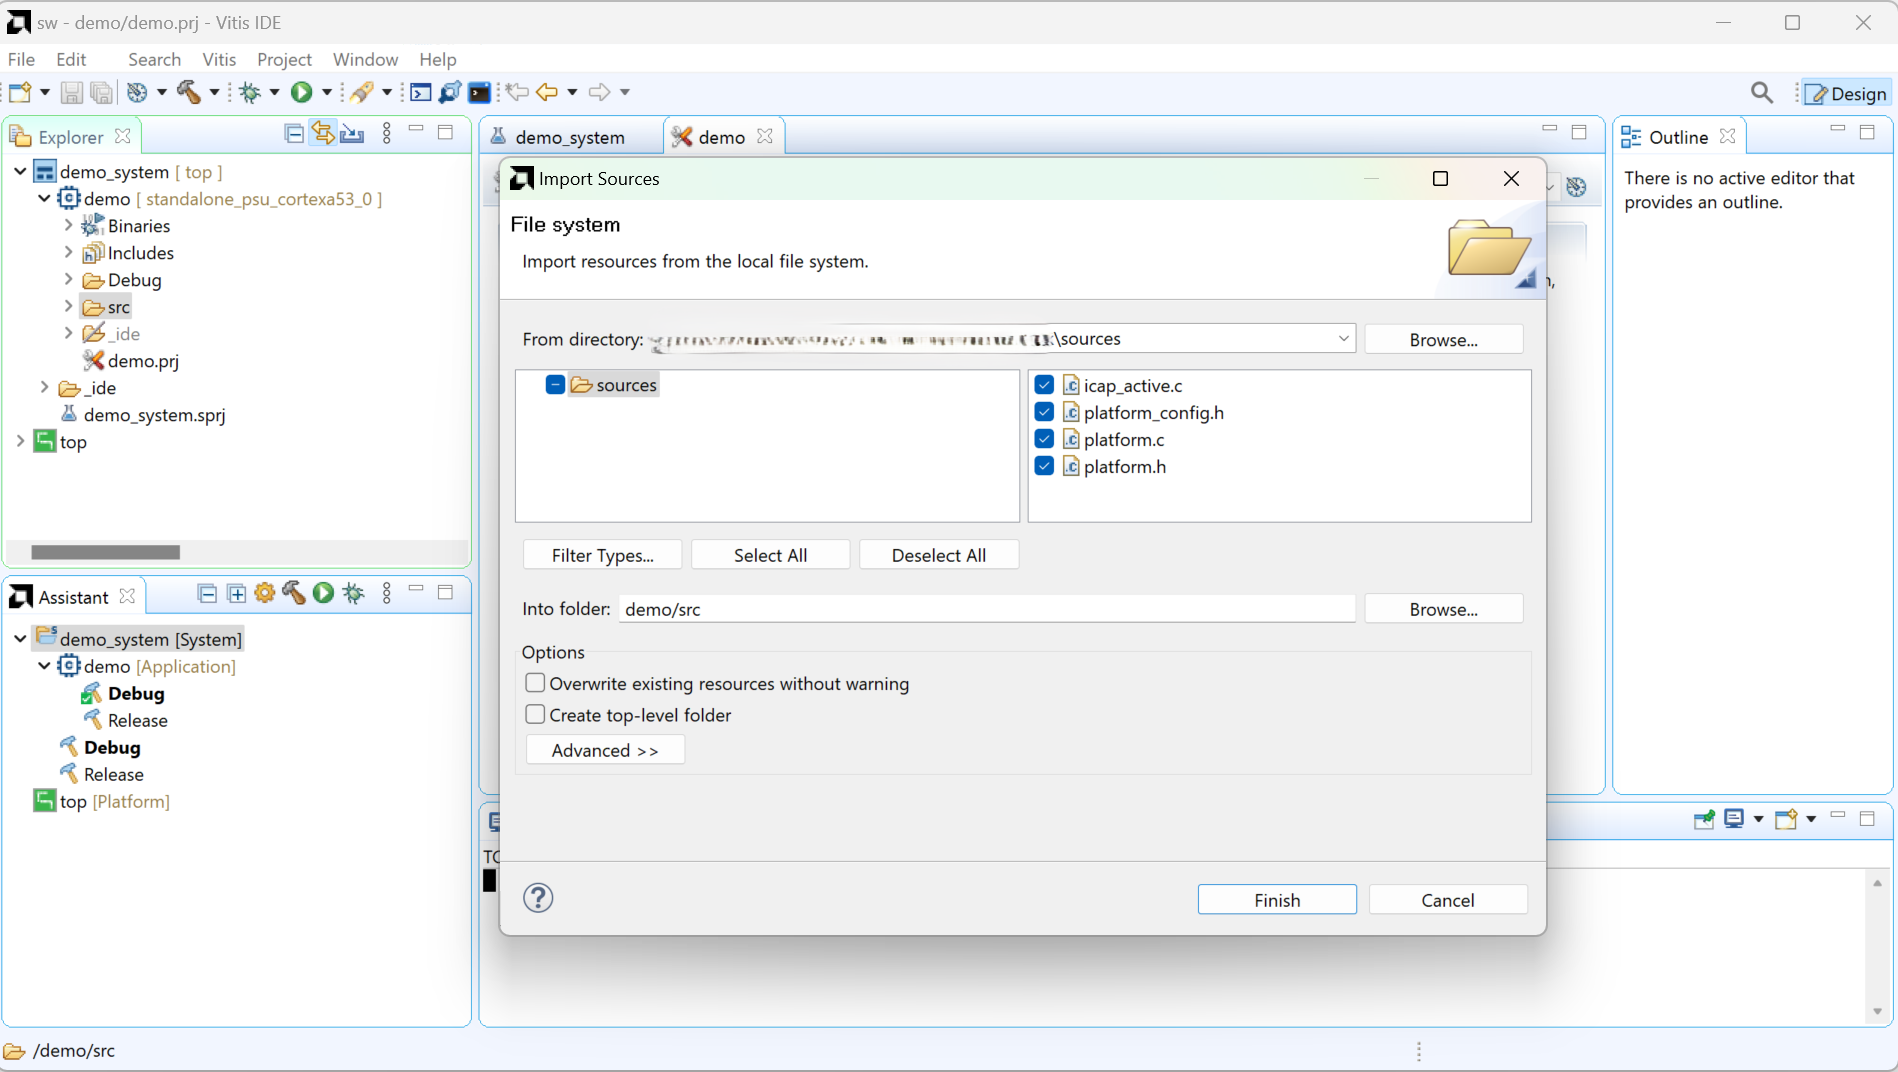 sw - demo/demo.prj - Vitis IDE
File Edit Search Vitis Project Window Help
Design
Explorer
demo_system [ top ]
demo [ standalone_psu_cortexa53_0 ]
Binaries
Includes
Debug
src
_ide
demo.prj
_ide
demo_system.sprj
top
Assistant
demo_system [System]
demo [Application]
Debug
Release
Debug
Release
top [Platform]
demo_system
demo
Import Sources
File system
Import resources from the local file system.
From directory: \sources
Browse...
sources
icap_active.c
platform_config.h
platform.c
platform.h
Filter Types...
Select All
Deselect All
Into folder: demo/src
Browse...
Options
Overwrite existing resources without warning
Create top-level folder
Advanced >>
Finish
Cancel
Outline
There is no active editor that
provides an outline.
/demo/src